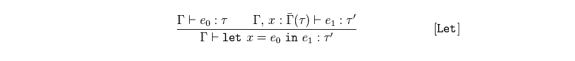 Γ ⊢ e₀ : τ Γ, x : Γ̄(τ) ⊢ e₁ : τ′
Γ ⊢ let x = e₀ in e₁ : τ′ [Let]